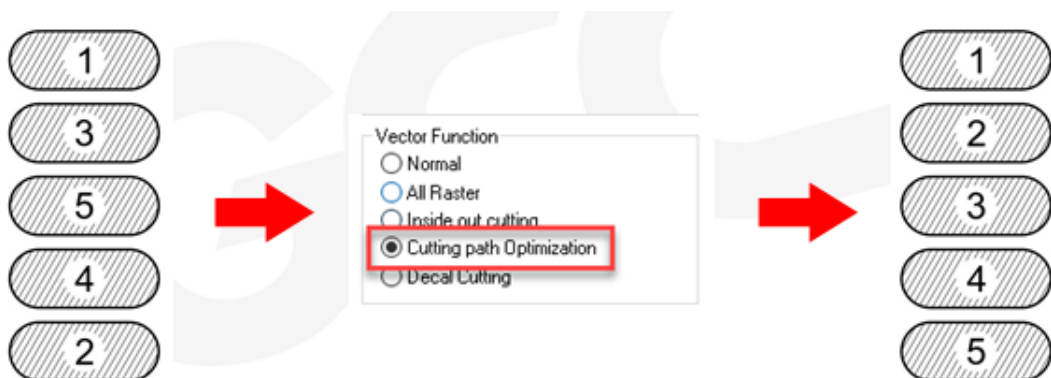 1
3
5
4
2
Vector Function
Normal
All Raster
Inside out cutting
Cutting path Optimization
Decal Cutting
1
2
3
4
5